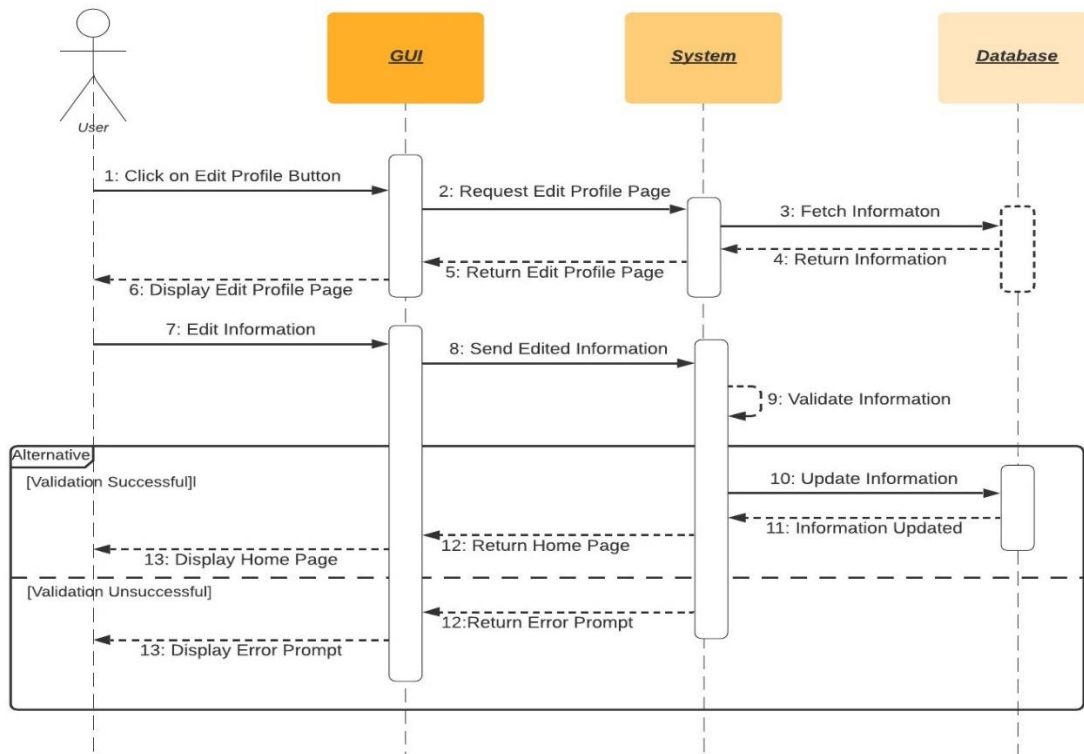 GUI
System
Database
User
1: Click on Edit Profile Button
2: Request Edit Profile Page
3: Fetch Informaton
4: Return Information
5: Return Edit Profile Page
6: Display Edit Profile Page
7: Edit Information
8: Send Edited Information
9: Validate Information
Alternative
[Validation Successful]l
10: Update Information
11: Information Updated
12: Return Home Page
13: Display Home Page
[Validation Unsuccessful]
12:Return Error Prompt
13: Display Error Prompt